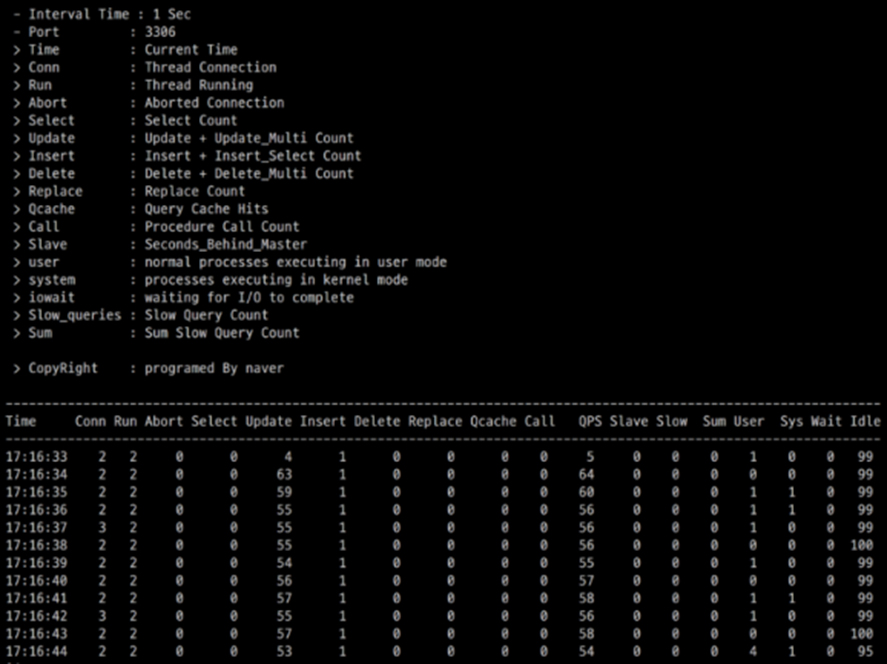 - Interval Time : 1 Sec
- Port          : 3306
> Time          : Current Time
> Conn          : Thread Connection
> Run           : Thread Running
> Abort         : Aborted Connection
> Select        : Select Count
> Update        : Update + Update_Multi Count
> Insert        : Insert + Insert_Select Count
> Delete        : Delete + Delete_Multi Count
> Replace       : Replace Count
> Qcache        : Query Cache Hits
> Call          : Procedure Call Count
> Slave         : Seconds_Behind_Master
> user          : normal processes executing in user mode
> system        : processes executing in kernel mode
> iowait        : waiting for I/O to complete
> Slow_queries : Slow Query Count
> Sum           : Sum Slow Query Count
> CopyRight    : programed By naver
Time Conn Run Abort Select Update Insert Delete Replace Qcache Call QPS Slave Slow Sum User Sys Wait Idle
17:16:33 2 2 0 0 4 1 0 0 0 0 5 0 0 0 1 0 0 99
17:16:34 2 2 0 0 63 1 0 0 0 0 64 0 0 0 0 0 0 99
17:16:35 2 2 0 0 59 1 0 0 0 0 60 0 0 0 1 1 0 99
17:16:36 2 2 0 0 55 1 0 0 0 0 56 0 0 0 1 1 0 99
17:16:37 3 2 0 0 55 1 0 0 0 0 56 0 0 0 1 0 0 99
17:16:38 2 2 0 0 55 1 0 0 0 0 56 0 0 0 0 0 0 100
17:16:39 2 2 0 0 54 1 0 0 0 0 55 0 0 0 1 0 0 99
17:16:40 2 2 0 0 56 1 0 0 0 0 57 0 0 0 0 0 0 99
17:16:41 2 2 0 0 57 1 0 0 0 0 58 0 0 0 1 1 0 99
17:16:42 3 2 0 0 55 1 0 0 0 0 56 0 0 0 1 0 0 99
17:16:43 2 2 0 0 57 1 0 0 0 0 58 0 0 0 0 0 0 100
17:16:44 2 2 0 0 53 1 0 0 0 0 54 0 0 0 4 1 0 95